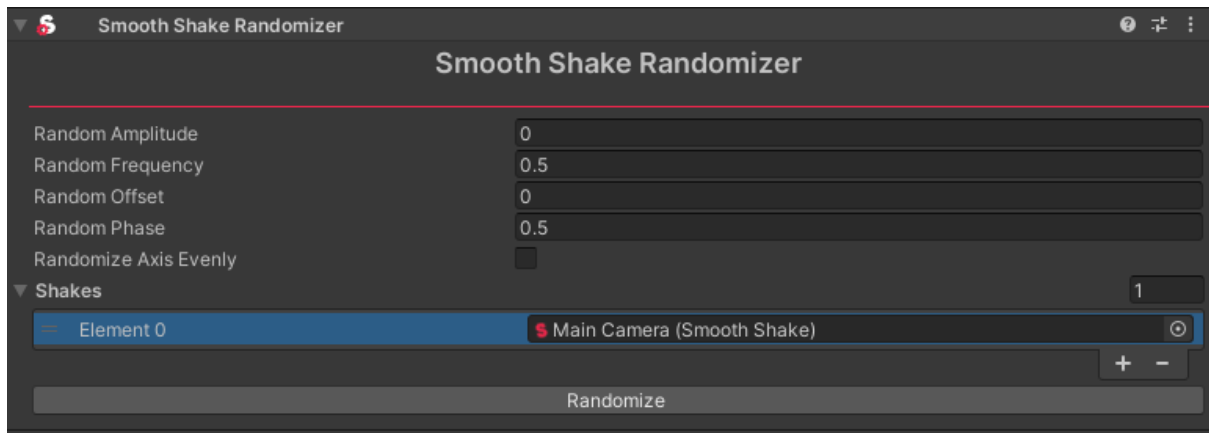 Smooth Shake Randomizer
Smooth Shake Randomizer
Random Amplitude 0
Random Frequency 0.5
Random Offset 0
Random Phase 0.5
Randomize Axis Evenly
Shakes 1
Element 0 Main Camera (Smooth Shake)
+ -
Randomize